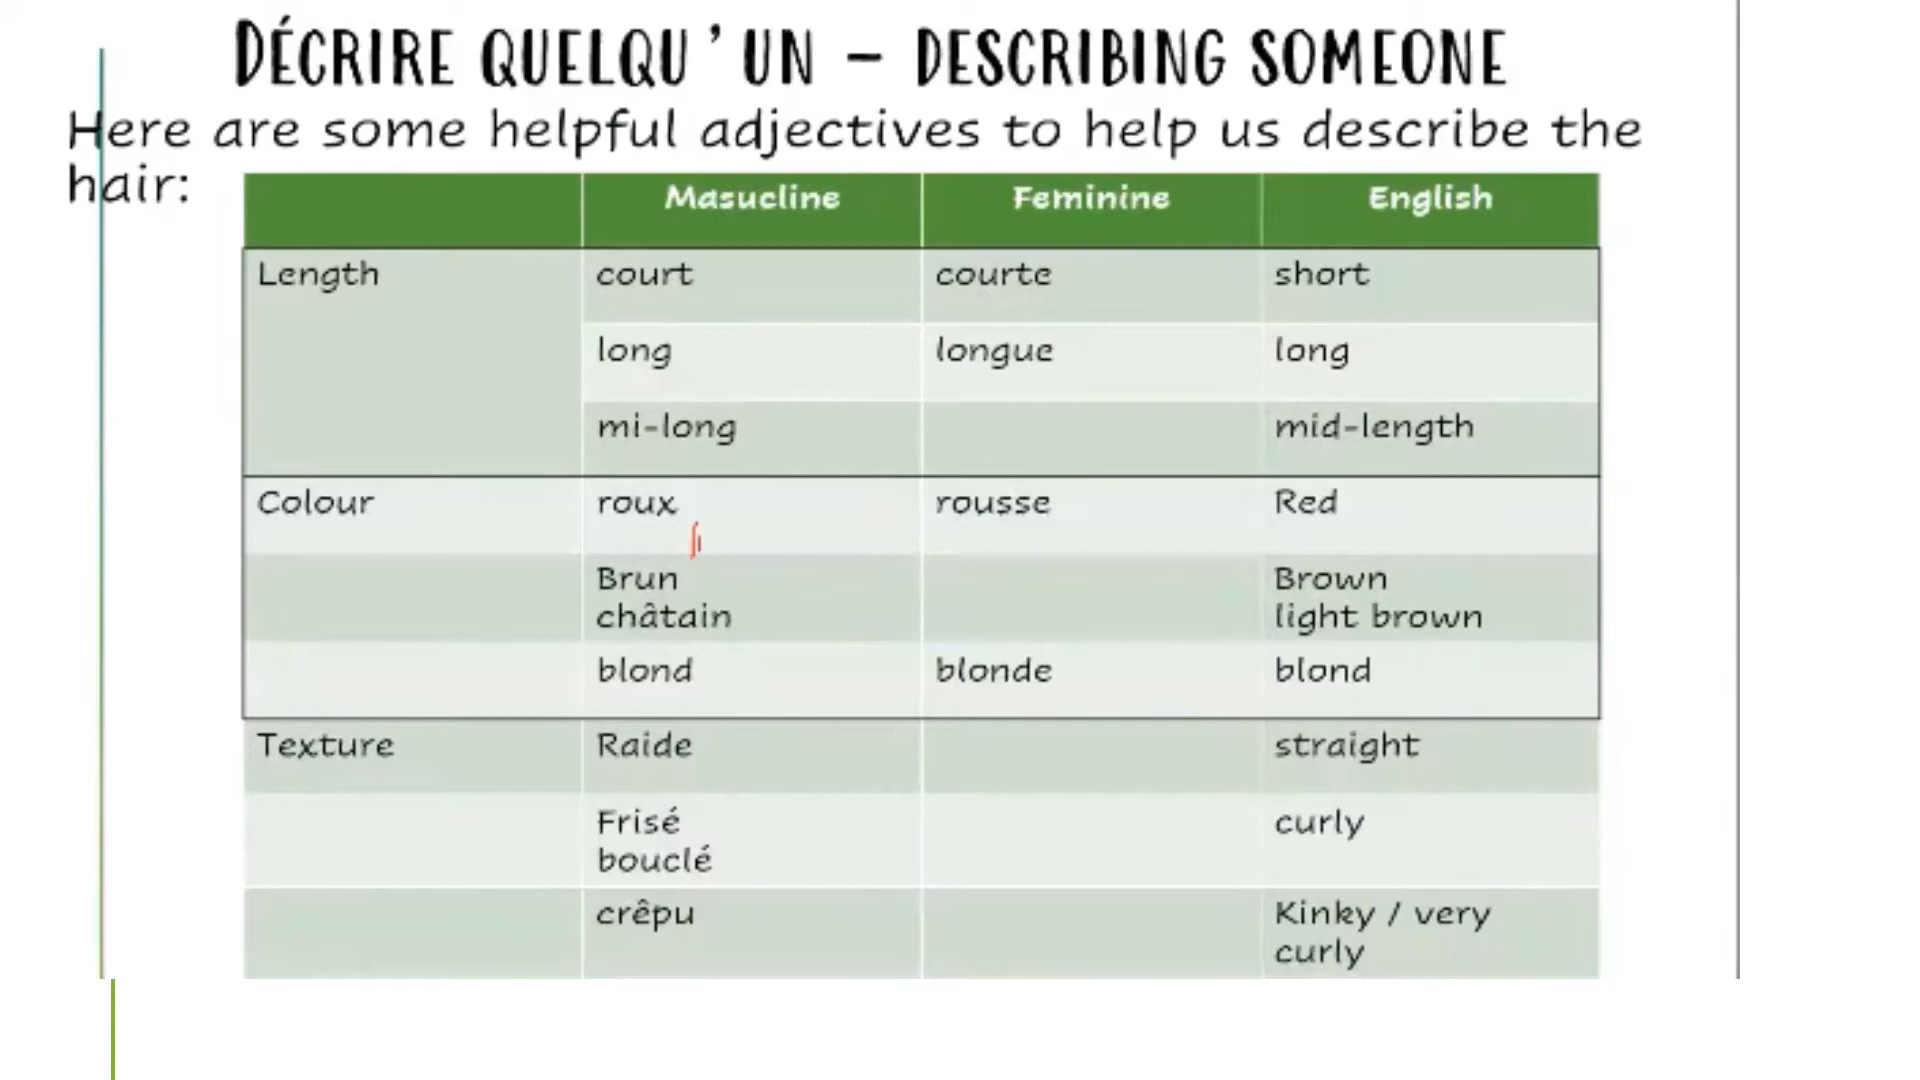 DÉCRIRE QUELQU'UN – DESCRIBING SOMEONE
Here are some helpful adjectives to help us describe the
hair:
Masucline Feminine English
Length court courte short
long longue long
mi-long mid-length
Colour roux rousse Red
Brun Brown
châtain light brown
blond blonde blond
Texture Raide straight
Frisé curly
bouclé
crêpu Kinky / very
curly